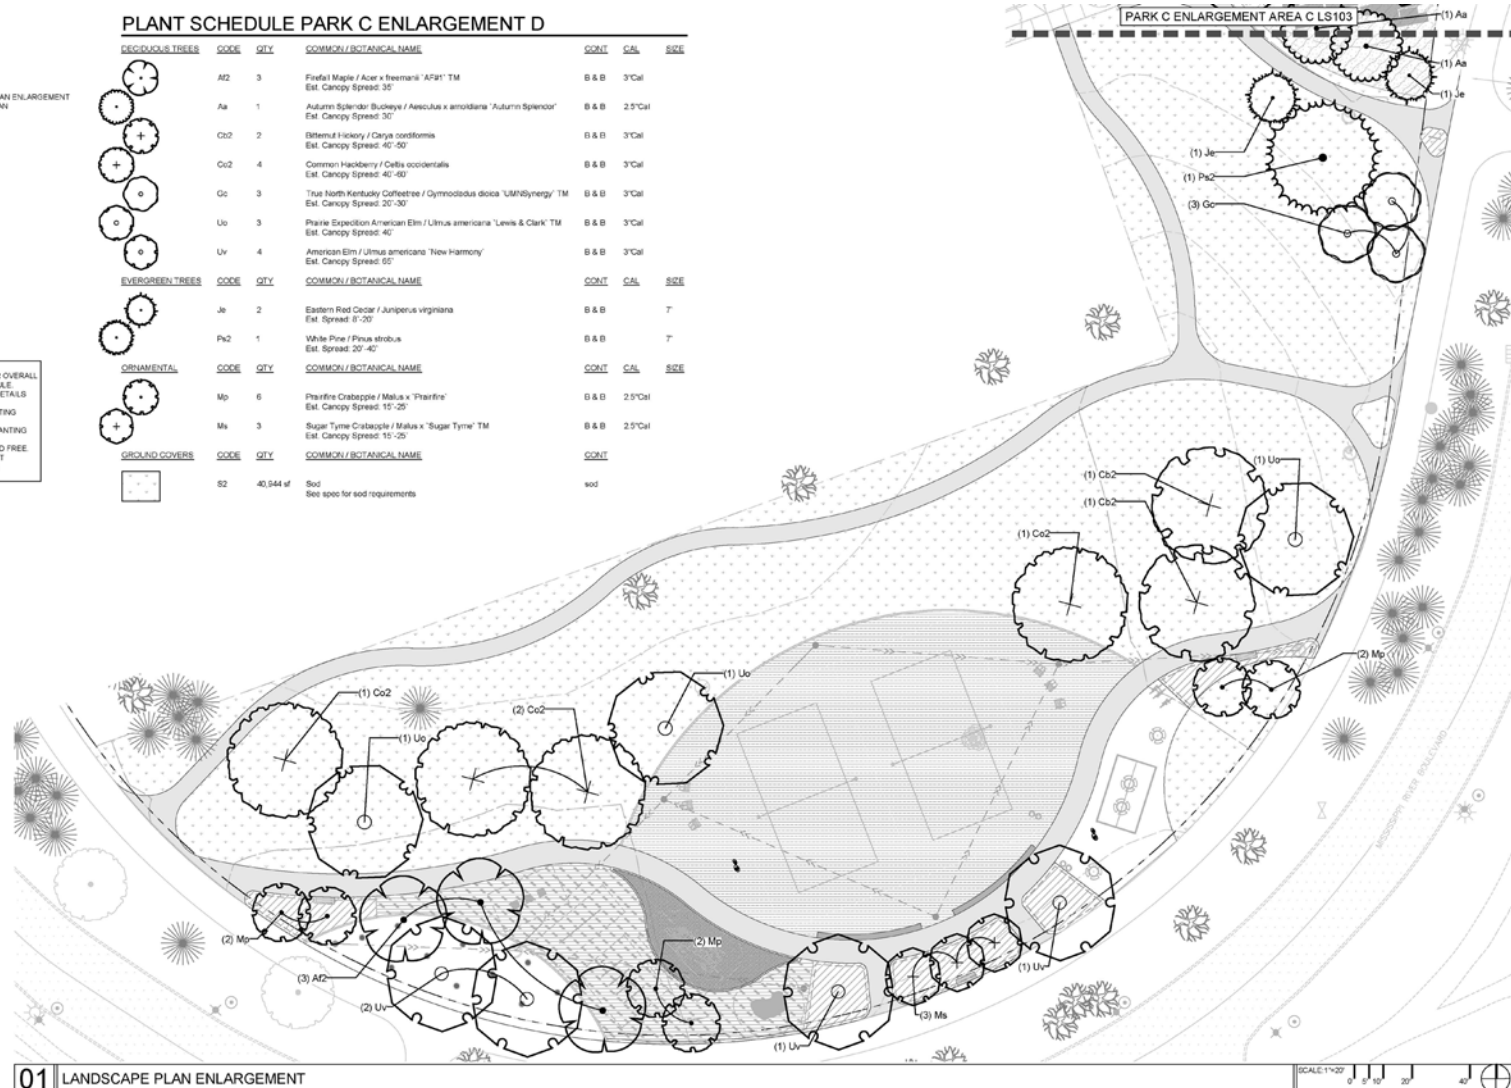 PLANT SCHEDULE PARK C ENLARGEMENT D
DECIDUOUS TREES CODE QTY COMMON / BOTANICAL NAME CONT CAL SIZE
Af2 3 Firefall Maple / Acer x freemanii `AF#1` TM B & B 3"Cal
Est. Canopy Spread: 35'
Aa 1 Autumn Splendor Buckeye / Aesculus x arnoldiana `Autumn Splendor` B & B 2.5"Cal
Est. Canopy Spread: 30'
Cb2 2 Bitternut Hickory / Carya cordiformis B & B 3"Cal
Est. Canopy Spread: 40'-50'
Co2 4 Common Hackberry / Celtis occidentalis B & B 3"Cal
Est. Canopy Spread: 40'-60'
Gc 3 True North Kentucky Coffeetree / Gymnocladus dioica `UMNSynergy` TM B & B 3"Cal
Est. Canopy Spread: 20'-30'
Uo 3 Prairie Expedition American Elm / Ulmus americana `Lewis & Clark` TM B & B 3"Cal
Est. Canopy Spread: 40'
Uv 4 American Elm / Ulmus americana `New Harmony` B & B 3"Cal
Est. Canopy Spread: 65'
EVERGREEN TREES CODE QTY COMMON / BOTANICAL NAME CONT CAL SIZE
Je 2 Eastern Red Cedar / Juniperus virginiana B & B 7'
Est. Spread: 8'-20'
Ps2 1 White Pine / Pinus strobus B & B 7'
Est. Spread: 20'-40'
ORNAMENTAL CODE QTY COMMON / BOTANICAL NAME CONT CAL SIZE
Mp 6 Prairifire Crabapple / Malus x `Prairifire` B & B 2.5"Cal
Est. Canopy Spread: 15'-25'
Ms 3 Sugar Tyme Crabapple / Malus x `Sugar Tyme` TM B & B 2.5"Cal
Est. Canopy Spread: 15'-25'
GROUND COVERS CODE QTY COMMON / BOTANICAL NAME CONT
S2 40,944 sf Sod sod
See spec for sod requirements
AN ENLARGEMENT
AN
OVERALL
ULE.
ETAILS
TING
ANTING
D FREE
T
PARK C ENLARGEMENT AREA C LS103
(1) Aa
(1) Aa
(1) Je
(1) Je
(1) Ps2
(3) Gc
(1) Uo
(1) Cb2
(1) Cb2
(1) Co2
(2) Mp
(1) Uo
(1) Co2
(2) Co2
(1) Uo
MISSISSIPPI RIVER BOULEVARD
(2) Mp
(2) Mp
(3) Af2
(2) Uv
(1) Uv
(3) Ms
(1) Uv
01 LANDSCAPE PLAN ENLARGEMENT
SCALE: 1"=20' 0 5' 10' 20' 40'